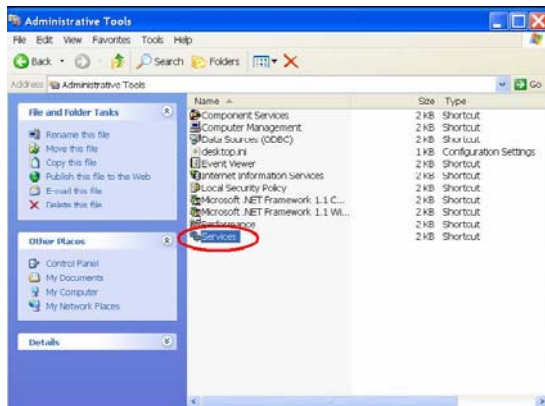 Administrative Tools
File Edit View Favorites Tools Help
Back Search Folders
Address Administrative Tools Go
Name Size Type
File and Folder Tasks
Rename this file
Move this file
Copy this file
Publish this file to the Web
E-mail this file
Delete this file
Other Places
Control Panel
My Documents
My Computer
My Network Places
Details
Component Services 2 KB Shortcut
Computer Management 2 KB Shortcut
Data Sources (ODBC) 2 KB Shortcut
desktop.ini 1 KB Configuration Settings
Event Viewer 2 KB Shortcut
Internet Information Services 2 KB Shortcut
Local Security Policy 2 KB Shortcut
Microsoft .NET Framework 1.1 C... 2 KB Shortcut
Microsoft .NET Framework 1.1 Wi... 2 KB Shortcut
Performance 2 KB Shortcut
Services 2 KB Shortcut